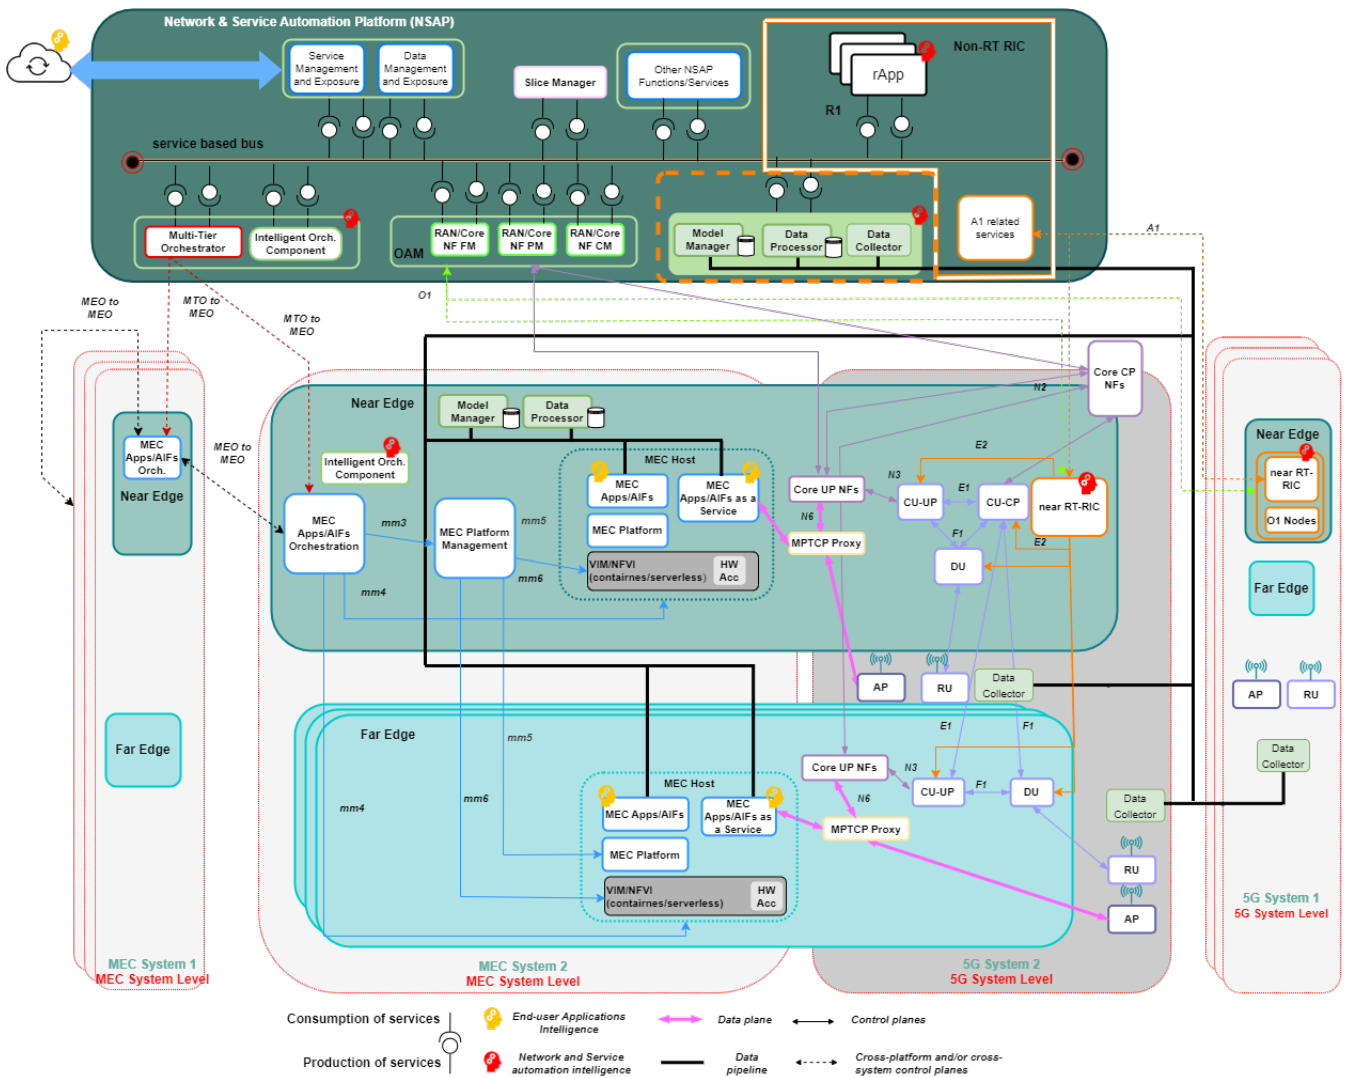 Network & Service Automation Platform (NSAP)
Service
Management
and Exposure
Data
Management
and Exposure
Slice Manager
Other NSAP
Functions/Services
Non-RT RIC
rApp
R1
service based bus
Multi-Tier
Orchestrator
Intelligent Orch.
Component
OAM
RAN/Core
NF FM
RAN/Core
NF PM
RAN/Core
NF CM
Model
Manager
Data
Processor
Data
Collector
A1 related
services
A1
O1
MEO to
MEO
MTO to
MEO
MTO to
MEO
MEO to
MEO
MEC
Apps/AIFs
Orch.
Near Edge
Far Edge
MEC System 1
MEC System Level
Near Edge
Model
Manager
Data
Processor
Intelligent Orch.
Component
MEC
Apps/AIFs
Orchestration
mm3
mm4
MEC Platform
Management
mm5
mm6
MEC Host
MEC
Apps/AIFs
MEC
Apps/AIFs as a
Service
MEC Platform
VIM/NFVI
(contairnes/serverless)
HW
Acc
Core CP
NFs
N2
E2
Core UP NFs
N3
CU-UP
E1
CU-CP
near RT-RIC
N6
MPTCP Proxy
F1
E2
DU
AP
RU
Data
Collector
E1
F1
Far Edge
mm5
mm4
mm6
MEC Host
MEC Apps/AIFs
MEC
Apps/AIFs as
a Service
MEC Platform
VIM/NFVI
(contairnes/serverless)
HW
Acc
Core UP NFs
N3
N6
CU-UP
F1
DU
MPTCP Proxy
Data
Collector
RU
AP
MEC System 2
MEC System Level
5G System 2
5G System Level
Near Edge
near RT-
RIC
O1 Nodes
Far Edge
AP
RU
Data
Collector
5G System 1
5G System Level
Consumption of services
Production of services
End-user Applications
Intelligence
Network and Service
automation intelligence
Data plane
Data
pipeline
Control planes
Cross-platform and/or cross-
system control planes